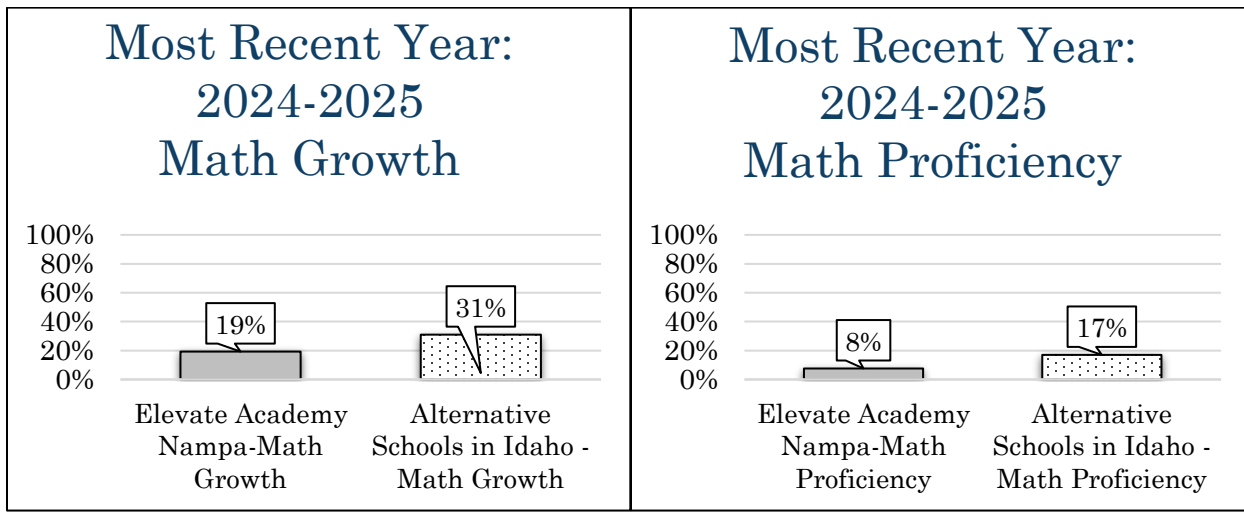 Most Recent Year:
2024-2025
Math Growth
100%
80%
60%
40%
20%
0%
19%
31%
Elevate Academy
Nampa-Math
Growth
Alternative
Schools in Idaho -
Math Growth
Most Recent Year:
2024-2025
Math Proficiency
100%
80%
60%
40%
20%
0%
8%
17%
Elevate Academy
Nampa-Math
Proficiency
Alternative
Schools in Idaho -
Math Proficiency